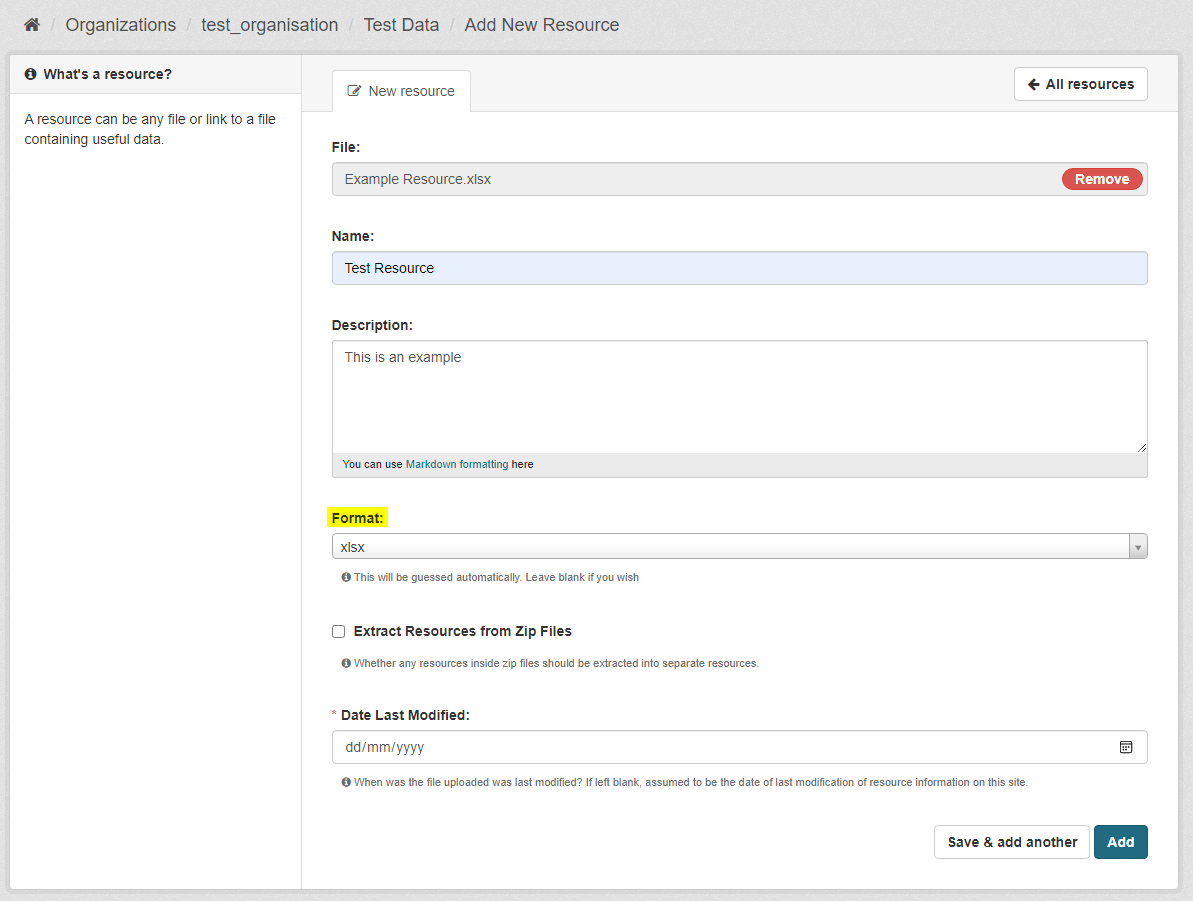 Organizations / test_organisation / Test Data / Add New Resource
What's a resource?
A resource can be any file or link to a file
containing useful data.
New resource
All resources
File:
Example Resource.xlsx
Remove
Name:
Test Resource
Description:
This is an example
You can use Markdown formatting here
Format:
xlsx
This will be guessed automatically. Leave blank if you wish
Extract Resources from Zip Files
Whether any resources inside zip files should be extracted into separate resources.
* Date Last Modified:
dd/mm/yyyy
When was the file uploaded was last modified? If left blank, assumed to be the date of last modification of resource information on this site.
Save & add another
Add